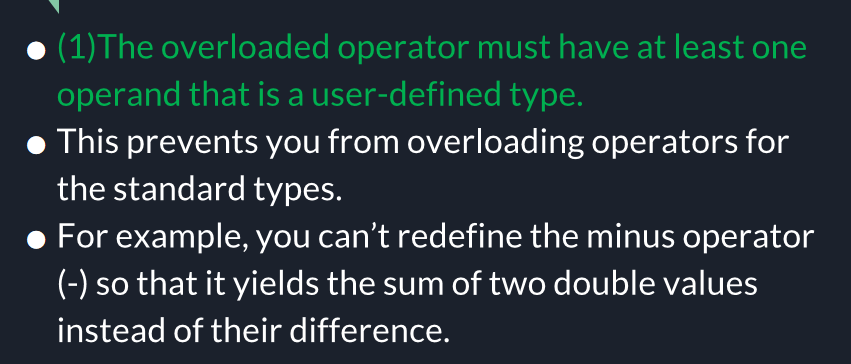 ● (1)The overloaded operator must have at least one
operand that is a user-defined type.
● This prevents you from overloading operators for
the standard types.
● For example, you can’t redefine the minus operator
(-) so that it yields the sum of two double values
instead of their difference.